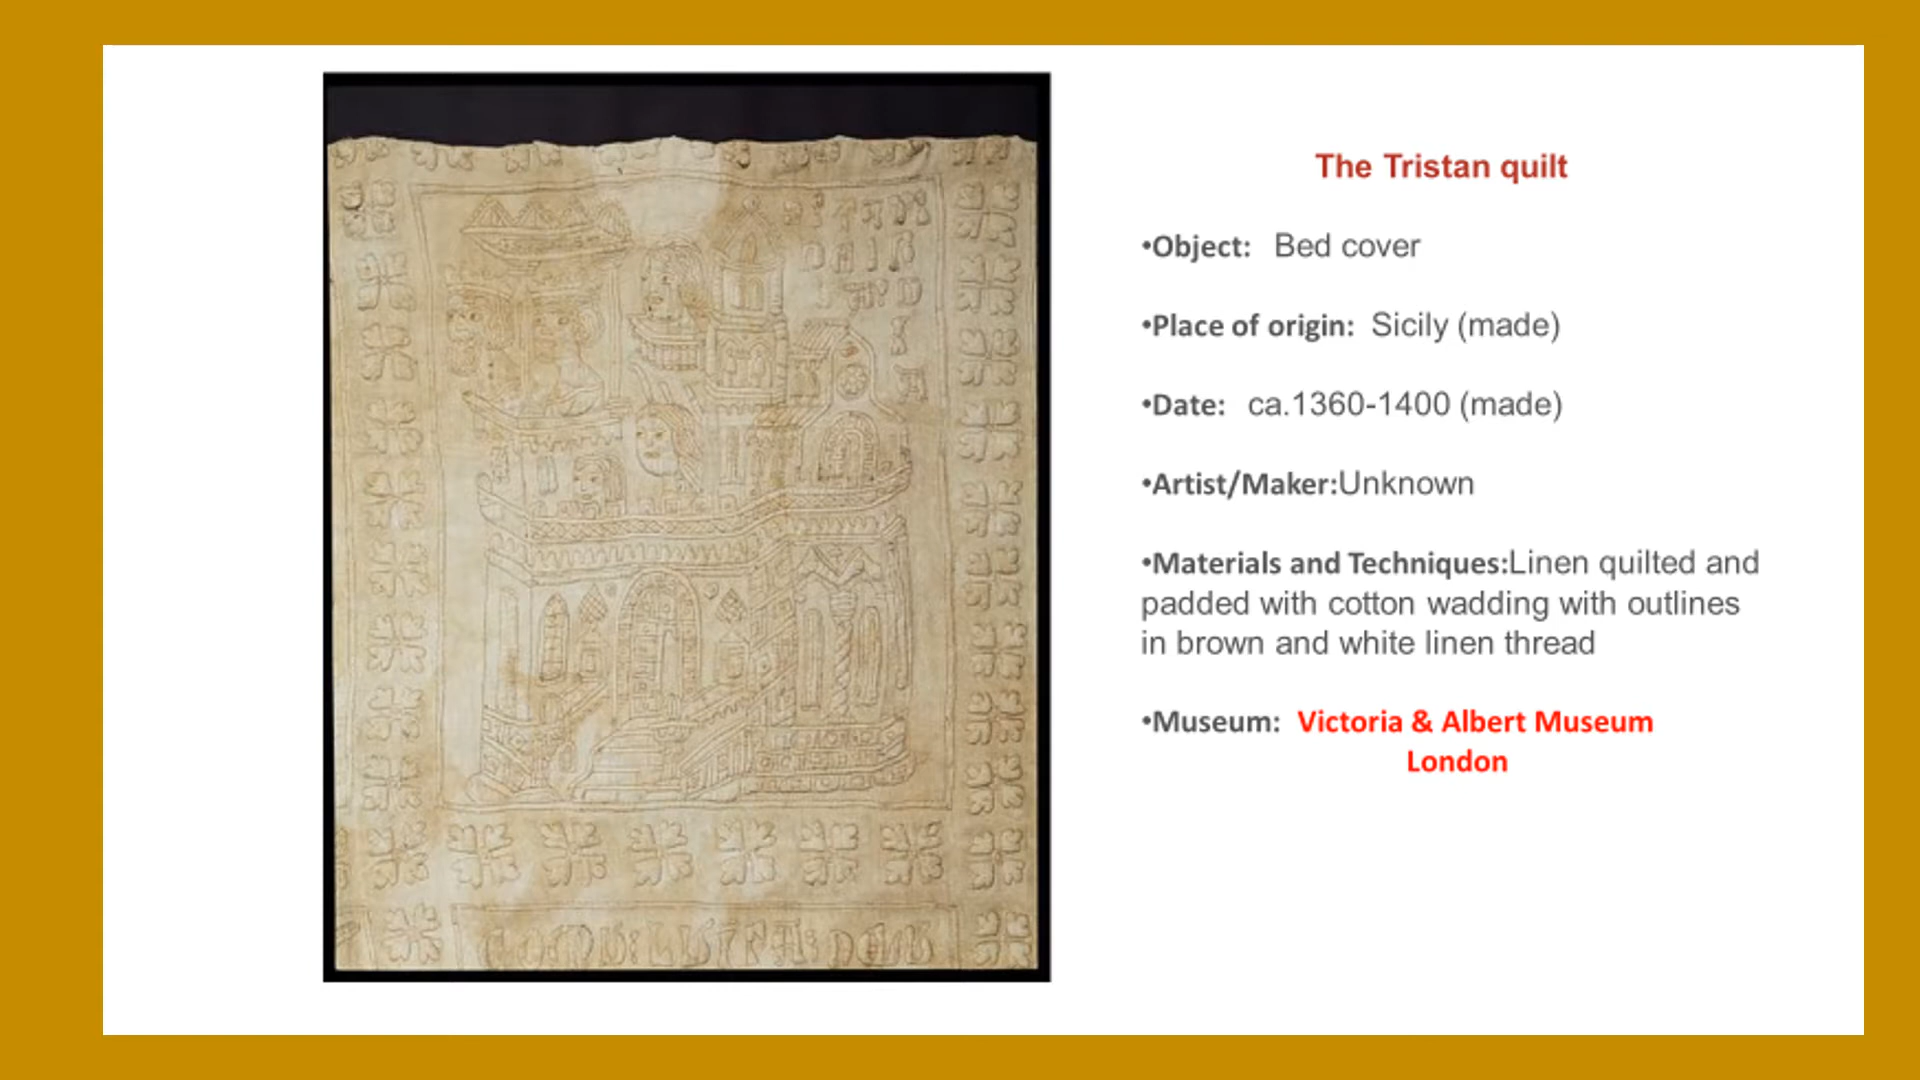 The Tristan quilt
•Object: Bed cover
•Place of origin: Sicily (made)
•Date: ca.1360-1400 (made)
•Artist/Maker:Unknown
•Materials and Techniques:Linen quilted and
padded with cotton wadding with outlines
in brown and white linen thread
•Museum: Victoria & Albert Museum
London